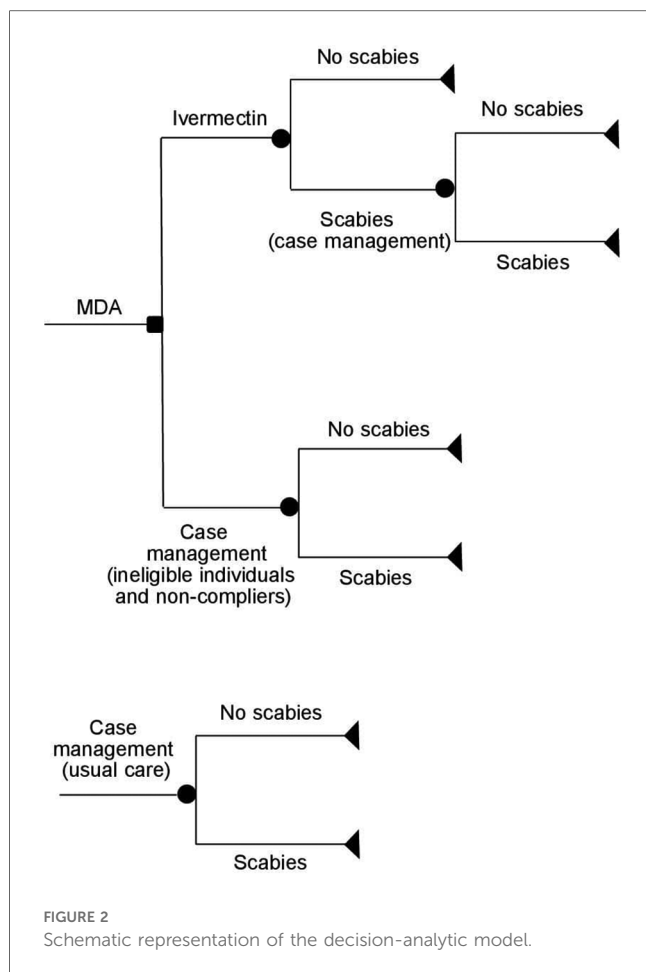 No scabies
Ivermectin
No scabies
Scabies
(case management)
Scabies
MDA
No scabies
Case
management
(ineligible individuals
and non-compliers)
Scabies
Case
management
(usual care)
No scabies
Scabies
FIGURE 2
Schematic representation of the decision-analytic model.